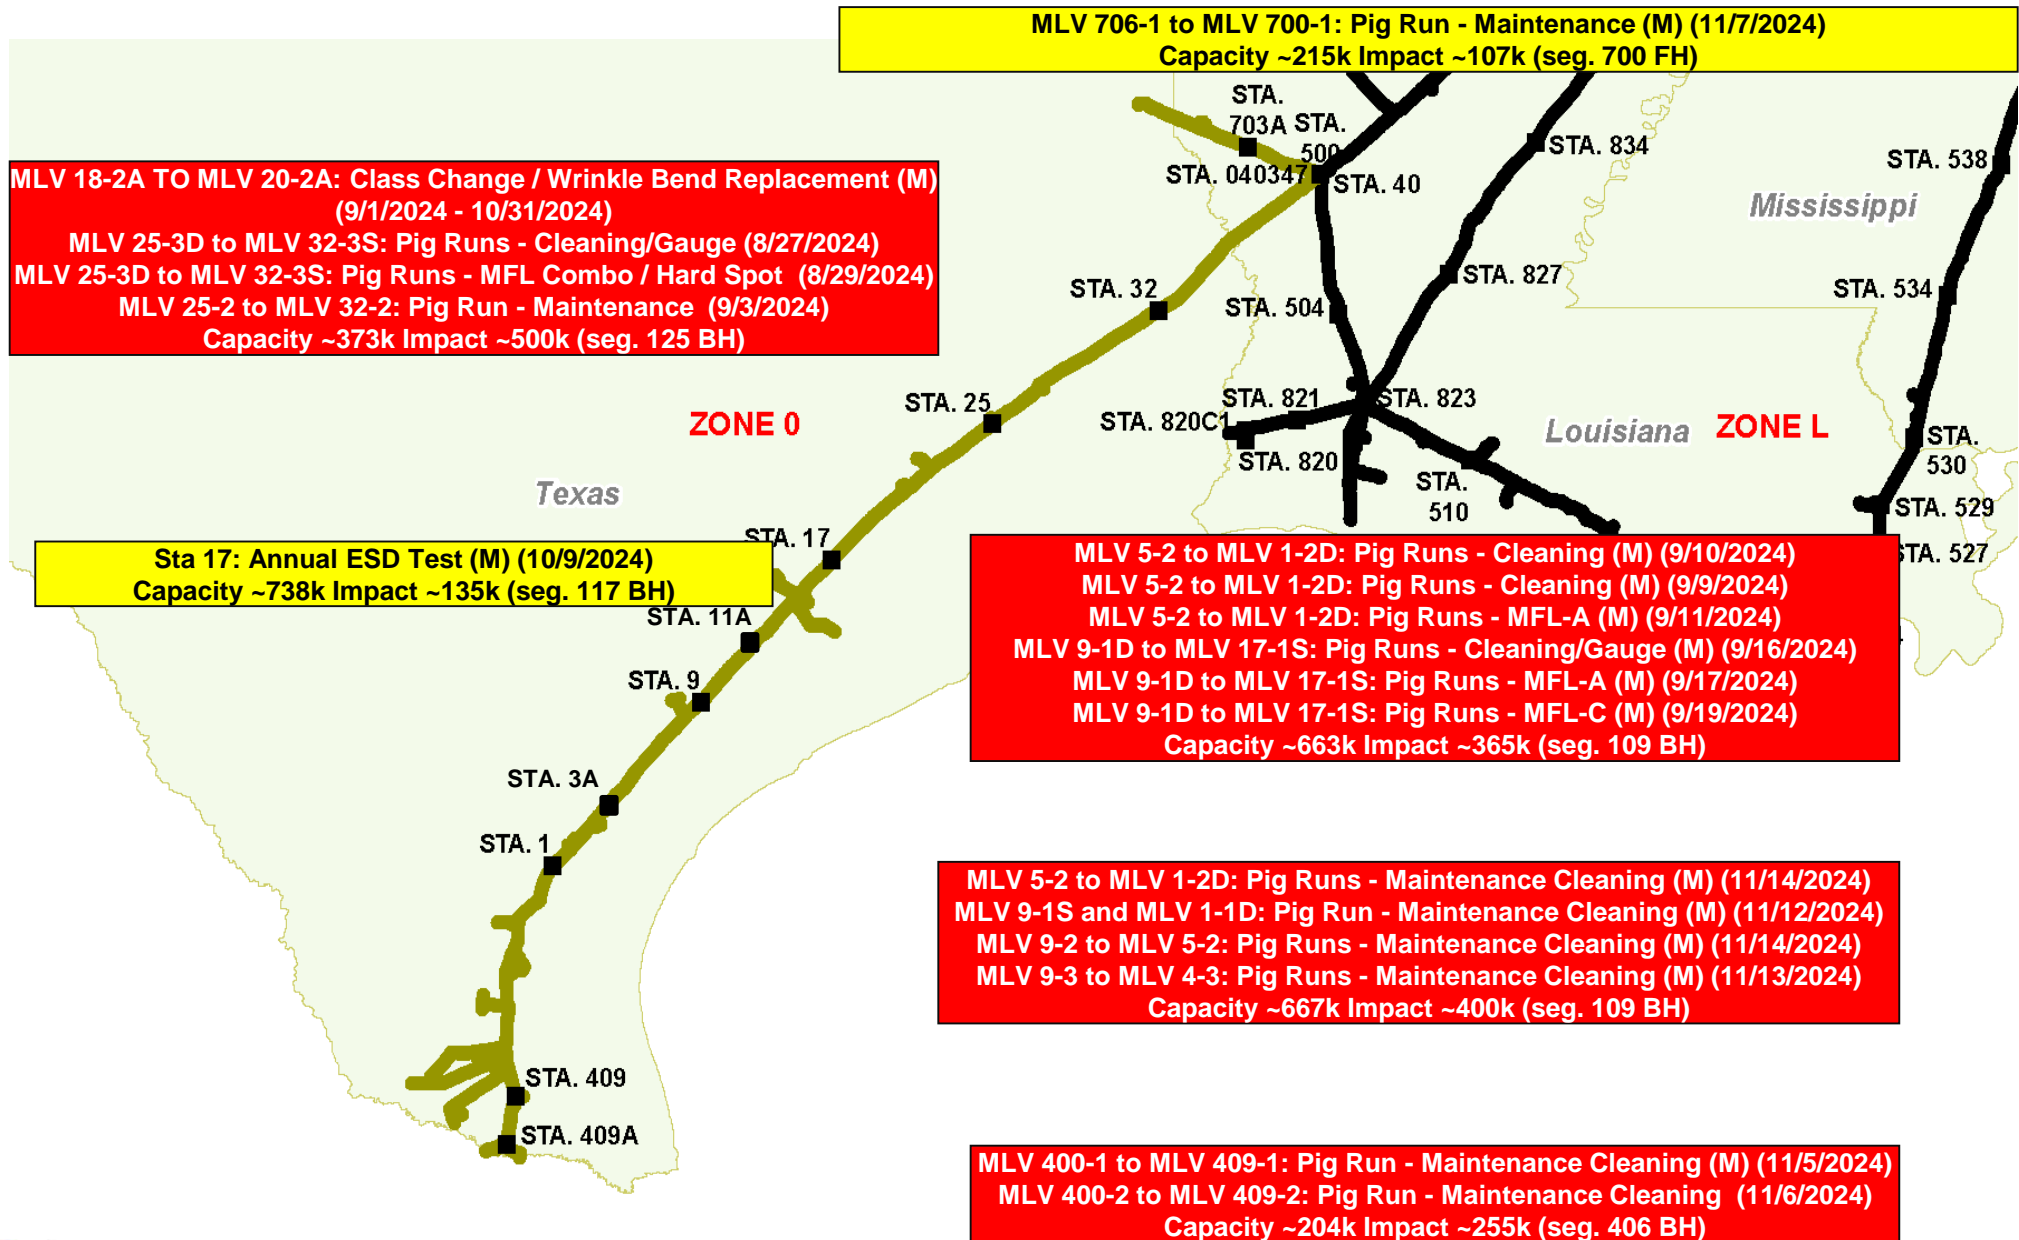 MLV 706-1 to MLV 700-1: Pig Run - Maintenance (M) (11/7/2024)
Capacity ~215k Impact ~107k (seg. 700 FH)
STA.
703A
STA.
500
STA. 040347
STA. 40
STA. 834
STA. 538
MLV 18-2A TO MLV 20-2A: Class Change / Wrinkle Bend Replacement (M)
(9/1/2024 - 10/31/2024)
MLV 25-3D to MLV 32-3S: Pig Runs - Cleaning/Gauge (8/27/2024)
MLV 25-3D to MLV 32-3S: Pig Runs - MFL Combo / Hard Spot (8/29/2024)
MLV 25-2 to MLV 32-2: Pig Run - Maintenance (9/3/2024)
Capacity ~373k Impact ~500k (seg. 125 BH)
Mississippi
STA. 827
STA. 32
STA. 504
STA. 534
STA. 25
STA. 821
STA. 823
STA. 820C1
STA. 820
ZONE 0
Louisiana
ZONE L
STA.
530
Texas
STA.
510
STA. 529
STA. 17
STA. 527
Sta 17: Annual ESD Test (M) (10/9/2024)
Capacity ~738k Impact ~135k (seg. 117 BH)
MLV 5-2 to MLV 1-2D: Pig Runs - Cleaning (M) (9/10/2024)
MLV 5-2 to MLV 1-2D: Pig Runs - Cleaning (M) (9/9/2024)
MLV 5-2 to MLV 1-2D: Pig Runs - MFL-A (M) (9/11/2024)
MLV 9-1D to MLV 17-1S: Pig Runs - Cleaning/Gauge (M) (9/16/2024)
MLV 9-1D to MLV 17-1S: Pig Runs - MFL-A (M) (9/17/2024)
MLV 9-1D to MLV 17-1S: Pig Runs - MFL-C (M) (9/19/2024)
Capacity ~663k Impact ~365k (seg. 109 BH)
STA. 11A
STA. 9
STA. 3A
STA. 1
MLV 5-2 to MLV 1-2D: Pig Runs - Maintenance Cleaning (M) (11/14/2024)
MLV 9-1S and MLV 1-1D: Pig Run - Maintenance Cleaning (M) (11/12/2024)
MLV 9-2 to MLV 5-2: Pig Runs - Maintenance Cleaning (M) (11/14/2024)
MLV 9-3 to MLV 4-3: Pig Runs - Maintenance Cleaning (M) (11/13/2024)
Capacity ~667k Impact ~400k (seg. 109 BH)
STA. 409
STA. 409A
MLV 400-1 to MLV 409-1: Pig Run - Maintenance Cleaning (M) (11/5/2024)
MLV 400-2 to MLV 409-2: Pig Run - Maintenance Cleaning (11/6/2024)
Capacity ~204k Impact ~255k (seg. 406 BH)